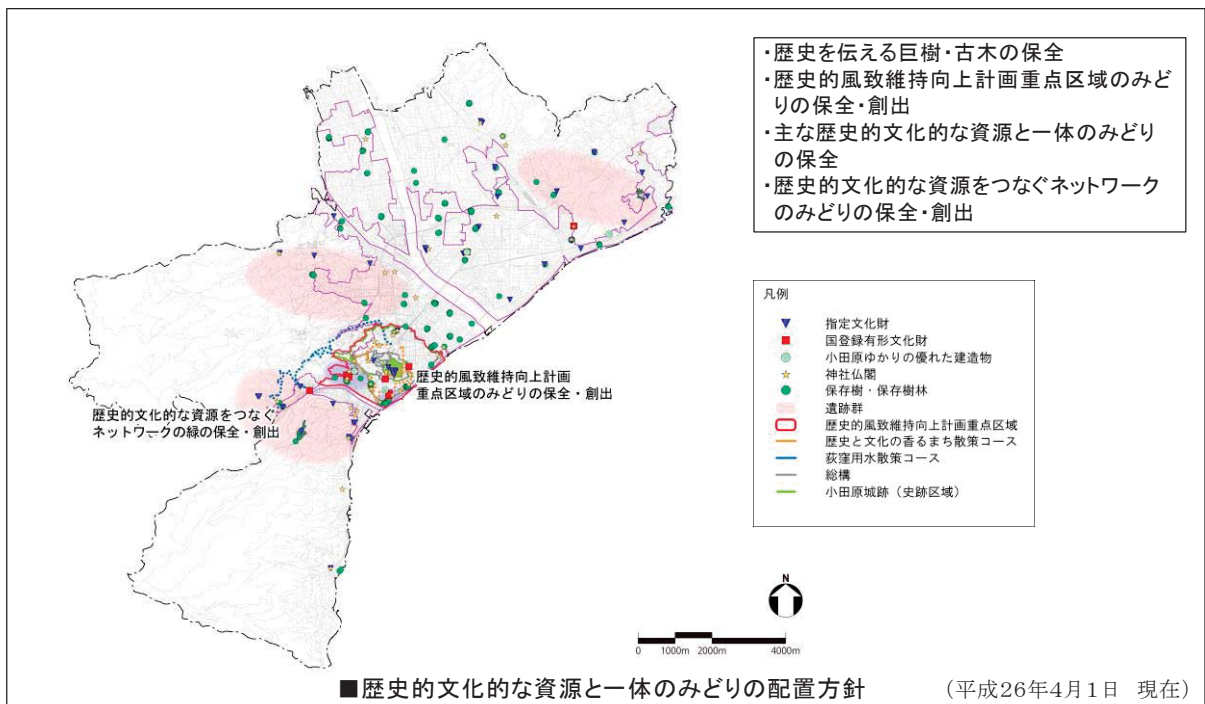 ・歴史を伝える巨樹・古木の保全
・歴史的風致維持向上計画重点区域のみど
りの保全・創出
・主な歴史的文化的な資源と一体のみどり
の保全
・歴史的文化的な資源をつなぐネットワーク
のみどりの保全・創出
凡例
指定文化財
国登録有形文化財
小田原ゆかりの優れた建造物
神社仏閣
保存樹・保存樹林
遺跡群
歴史的風致維持向上計画重点区域
歴史と文化の香るまち散策コース
荻窪用水散策コース
総構
小田原城跡（史跡区域）
歴史的風致維持向上計画
重点区域のみどりの保全・創出
歴史的文化的な資源をつなぐ
ネットワークの緑の保全・創出
N
0 1000m 2000m 4000m
■歴史的文化的な資源と一体のみどりの配置方針 （平成26年4月1日 現在）